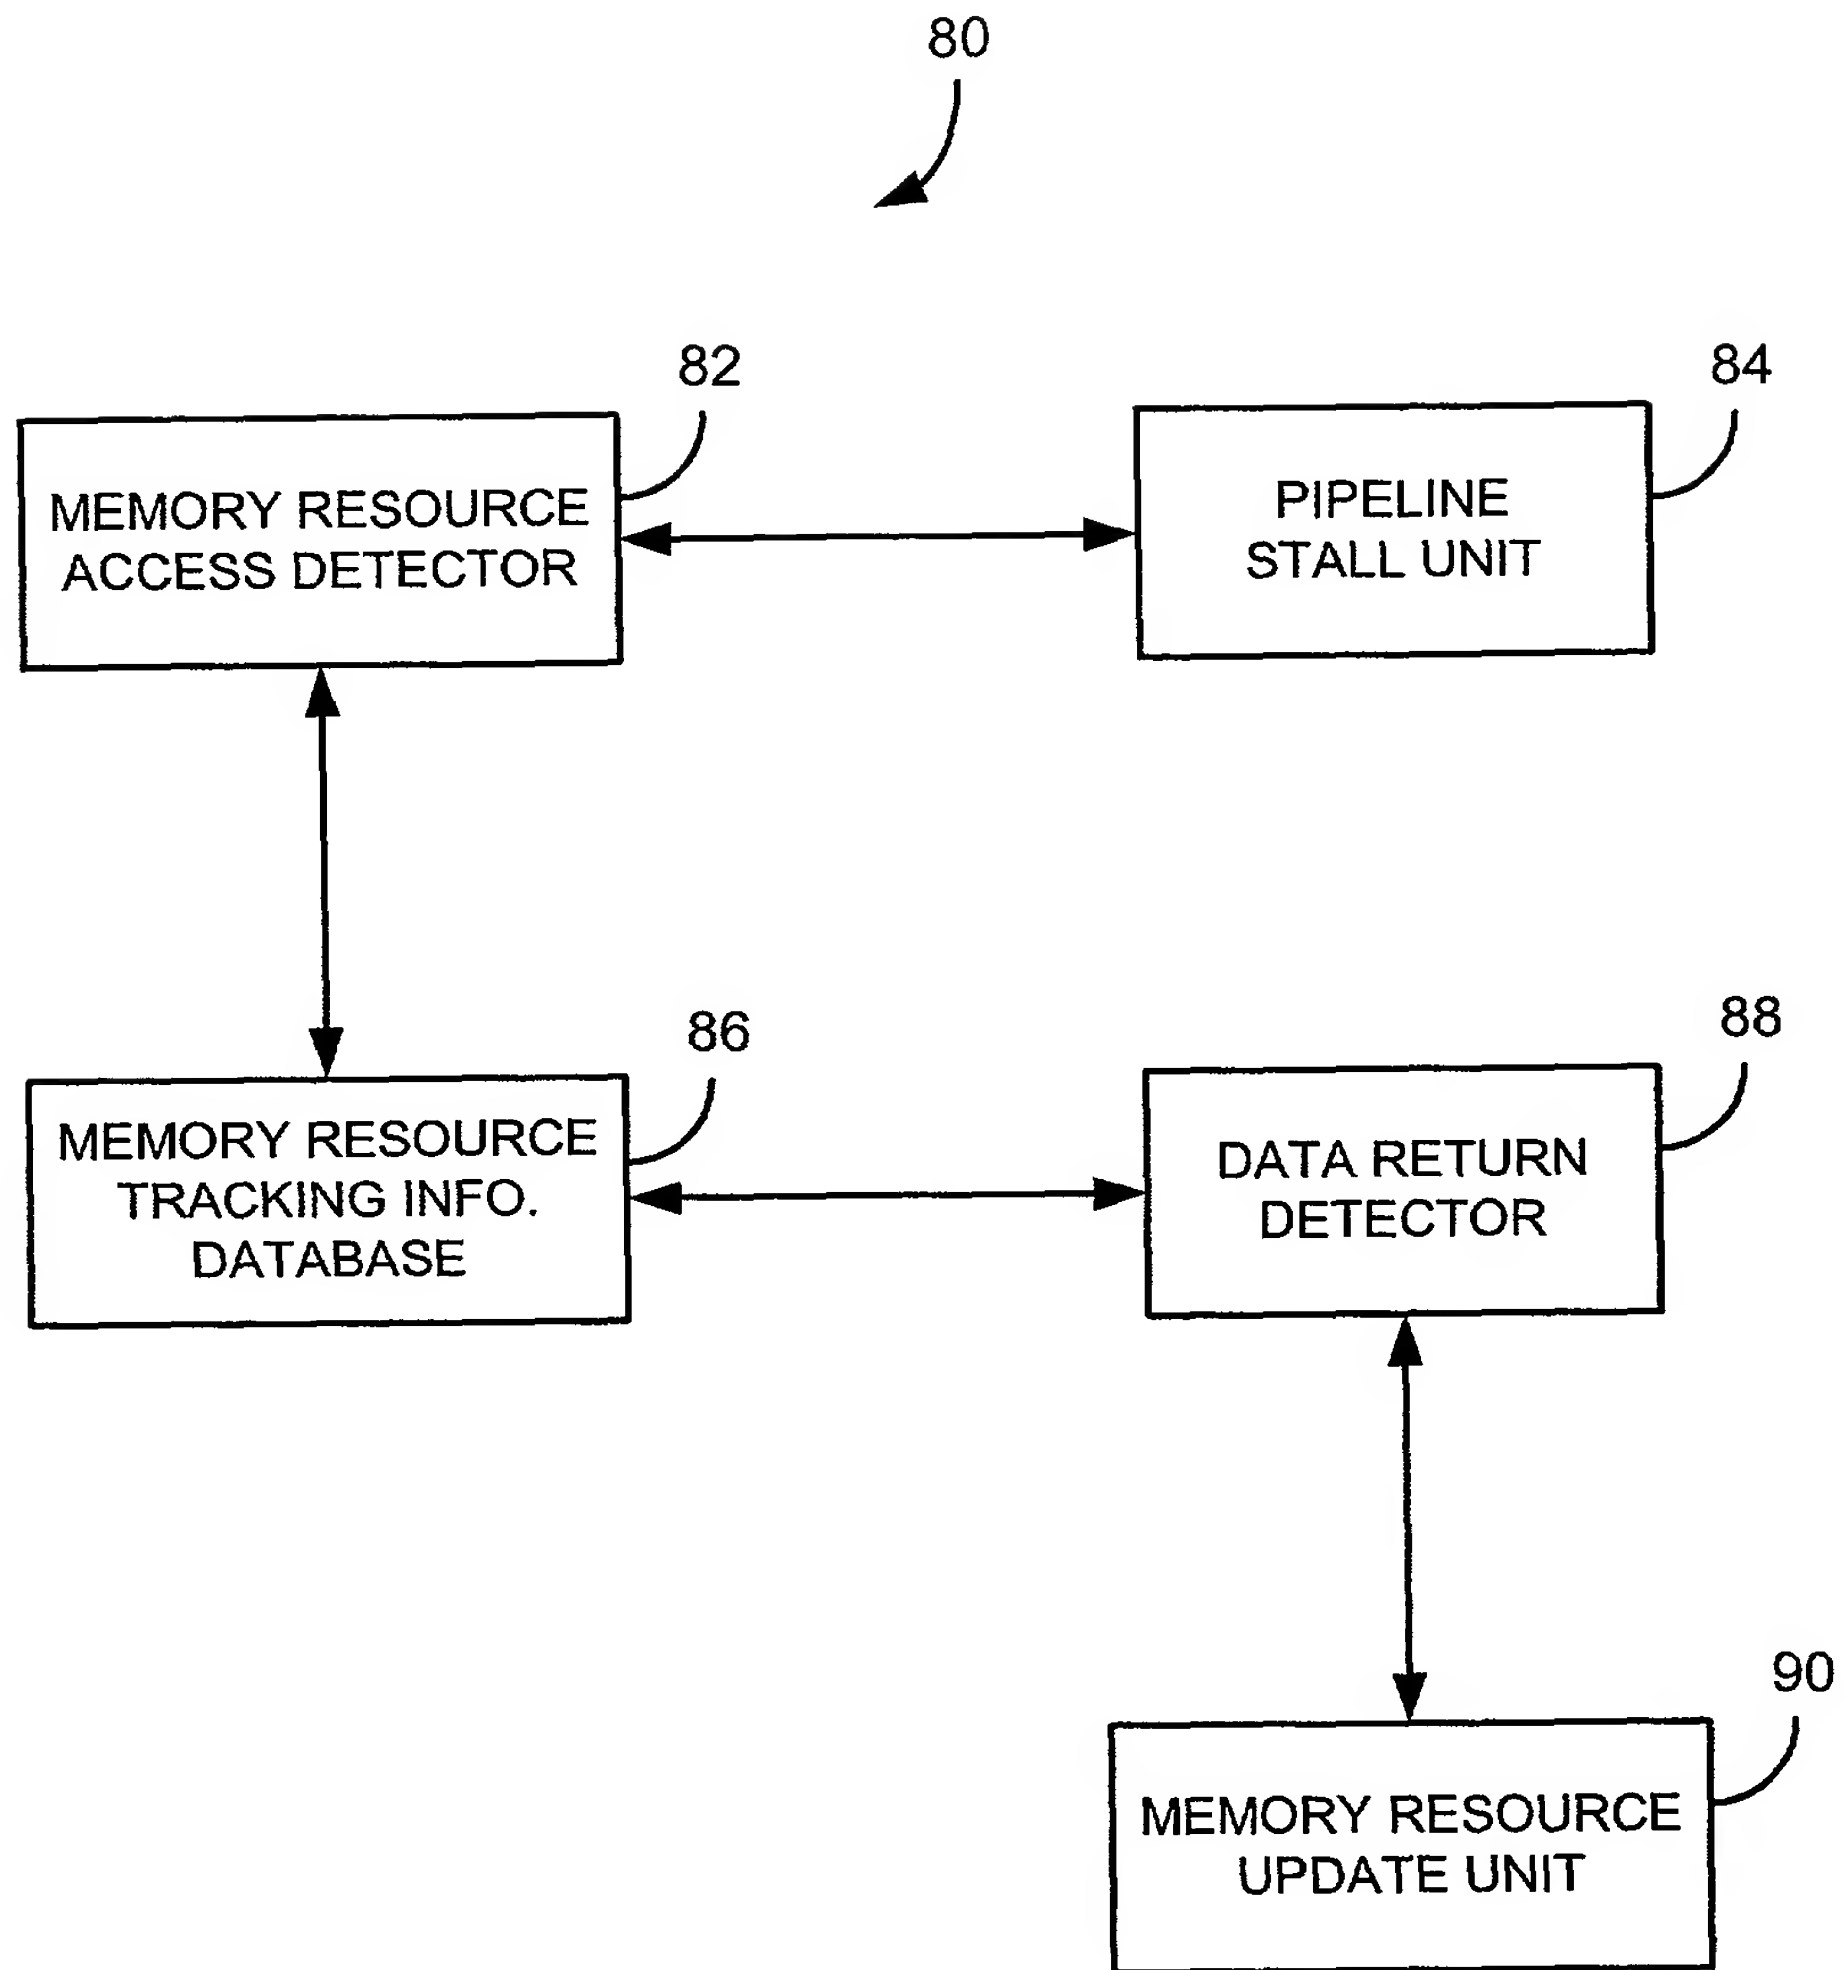 80
82
84
MEMORY RESOURCE
ACCESS DETECTOR
PIPELINE
STALL UNIT
86
88
MEMORY RESOURCE
TRACKING INFO.
DATABASE
DATA RETURN
DETECTOR
90
MEMORY RESOURCE
UPDATE UNIT